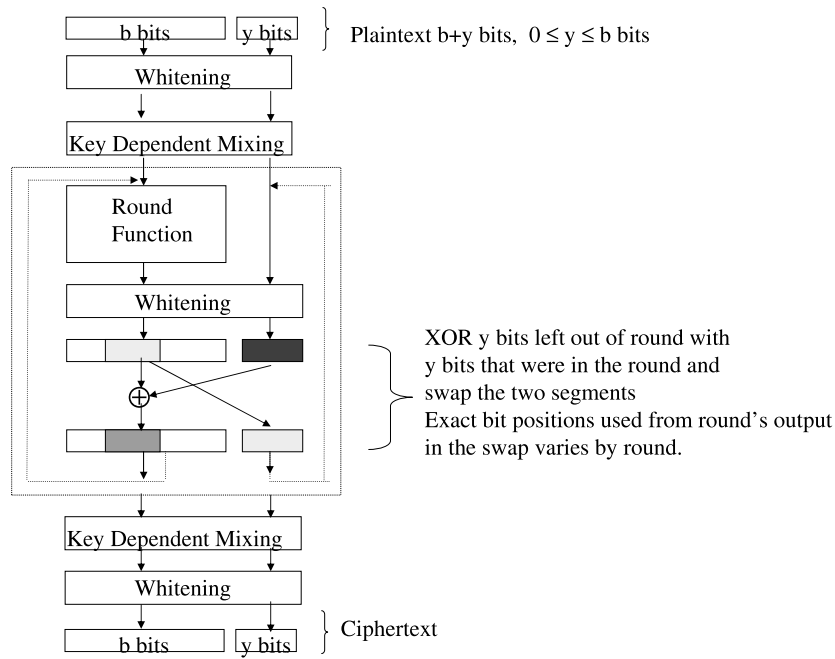 b bits
y bits
Plaintext b+y bits, 0 ≤ y ≤ b bits
Whitening
Key Dependent Mixing
Round
Function
Whitening
XOR y bits left out of round with
y bits that were in the round and
swap the two segments
Exact bit positions used from round's output
in the swap varies by round.
Key Dependent Mixing
Whitening
Ciphertext
b bits
y bits